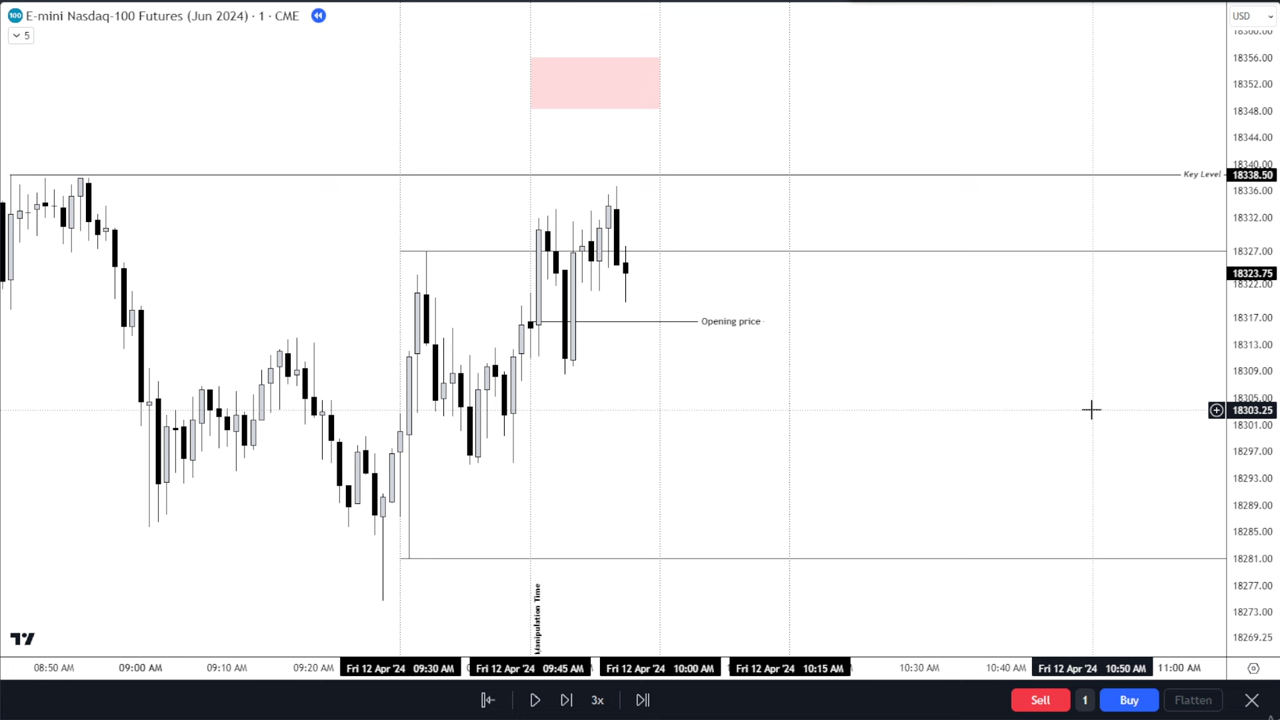 100 E-mini Nasdaq-100 Futures (Jun 2024) · 1 · CME
5
USD
18356.00
18352.00
18348.00
18344.00
18340.00
Key Level
18338.50
18336.00
18332.00
18327.00
18323.75
18322.00
18317.00
Opening price
18313.00
18309.00
18305.00
18303.25
18301.00
18297.00
18293.00
18289.00
18285.00
18281.00
18277.00
18273.00
18269.25
Manipulation Time
08:50 AM
09:00 AM
09:10 AM
09:20 AM
Fri 12 Apr '24 09:30 AM
Fri 12 Apr '24 09:45 AM
Fri 12 Apr '24 10:00 AM
Fri 12 Apr '24 10:15 AM
10:30 AM
10:40 AM
Fri 12 Apr '24 10:50 AM
11:00 AM
3x
Sell
1
Buy
Flatten